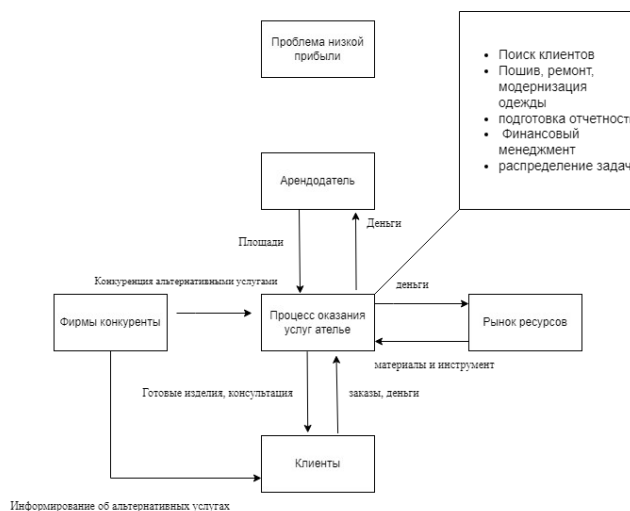 Проблема низкой
прибыли
Поиск клиентов
Пошив, ремонт,
модернизация
одежды
подготовка отчетност
Финансовый
менеджмент
распределение задач
Арендодатель
Деньги
Площади
Конкуренция альтернативными услугами
деньги
Фирмы конкуренты
Процесс оказания
услуг ателье
Рынок ресурсов
материалы и инструмент
Готовые изделия, консультация
заказы, деньги
Клиенты
Информирование об альтернативных услугах